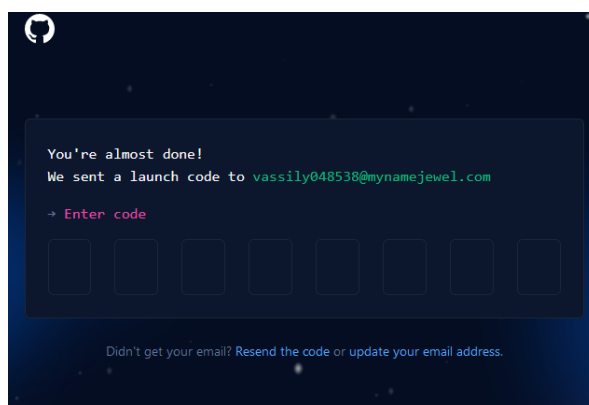 You're almost done!
We sent a launch code to vassily048538@mynamejewel.com
→ Enter code
Didn't get your email? Resend the code or update your email address.